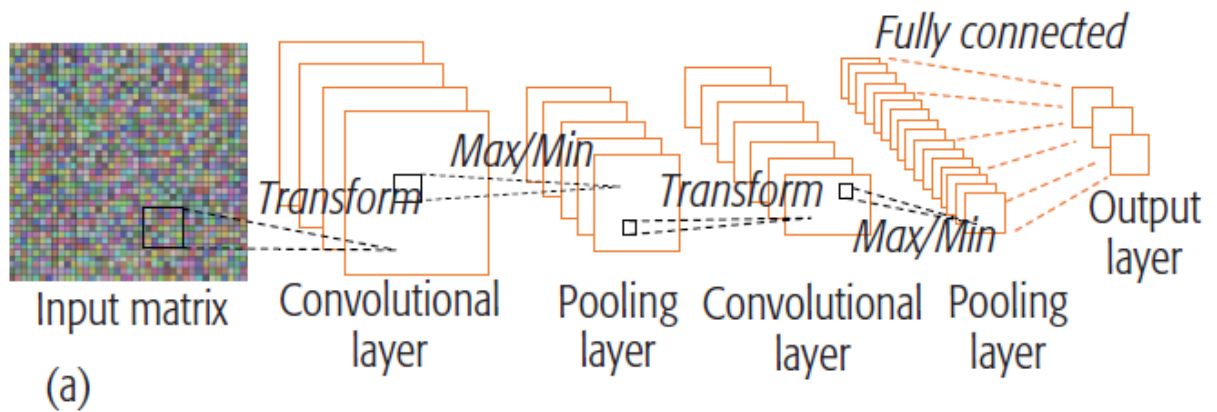 Fully connected
Max/Min
Transform
Transform
Max/Min
Output
layer
Input matrix
Convolutional
layer
Pooling
layer
Convolutional
layer
Pooling
layer
(a)